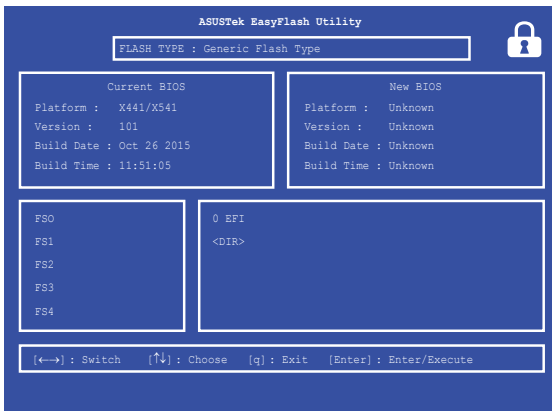 ASUSTek EasyFlash Utility
FLASH TYPE : Generic Flash Type
Current BIOS
Platform : X441/X541
Version : 101
Build Date : Oct 26 2015
Build Time : 11:51:05
New BIOS
Platform : Unknown
Version : Unknown
Build Date : Unknown
Build Time : Unknown
FSO
FS1
FS2
FS3
FS4
0 EFI
<DIR>
[←→] : Switch [↑↓] : Choose [q] : Exit [Enter] : Enter/Execute